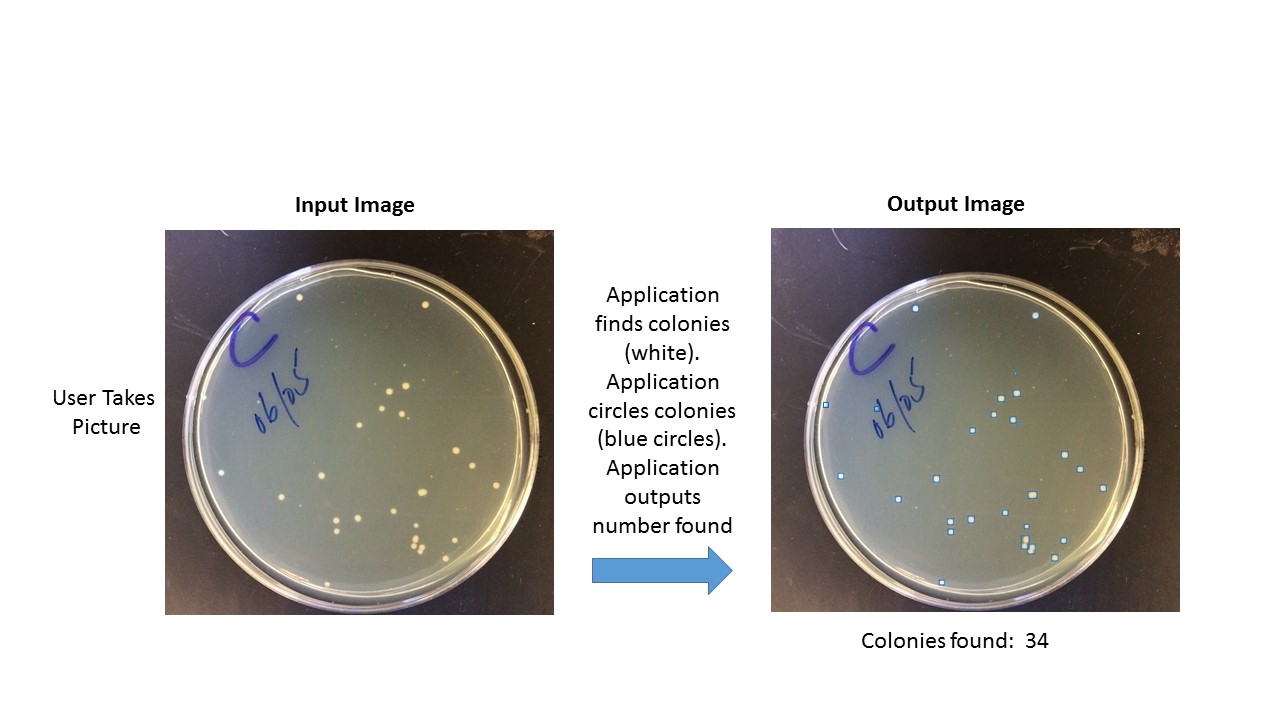 Input Image
Output Image
User Takes
Picture
C
06/05
Application
finds colonies
(white).
Application
circles colonies
(blue circles).
Application
outputs
number found
C
06/05
Colonies found:  34